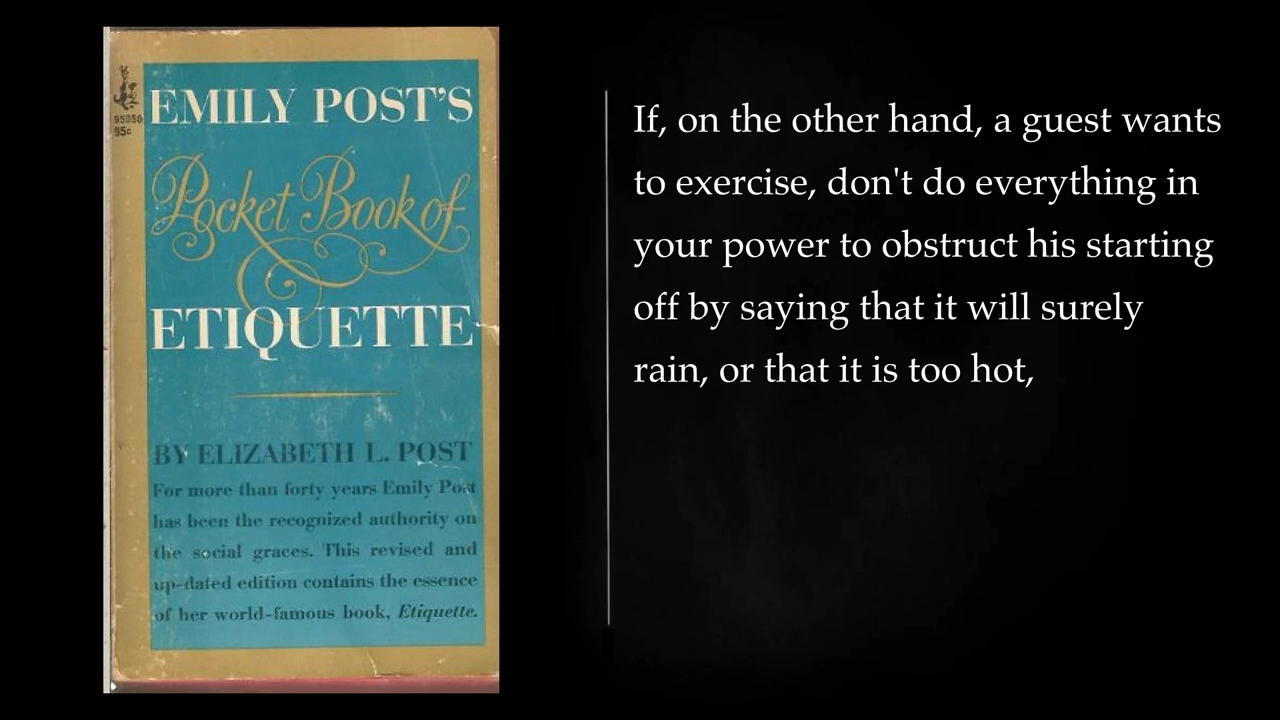 95050
95c
EMILY POST'S
Pocket Book of
ETIQUETTE
BY ELIZABETH L. POST
For more than forty years Emily Post
has been the recognized authority on
the social graces. This revised and
up-dated edition contains the essence
of her world-famous book, Etiquette.
If, on the other hand, a guest wants
to exercise, don't do everything in
your power to obstruct his starting
off by saying that it will surely
rain, or that it is too hot,